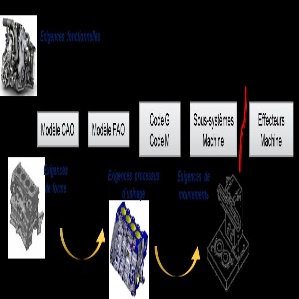 Exigences fonctionnelles
Modèle CAO
Modèle FAO
Code G
Code M
Sous-systèmes
Machine
Effecteurs
Machine
Exigences
de forme
Exigences processus
d'usinage
Exigences de
mouvements